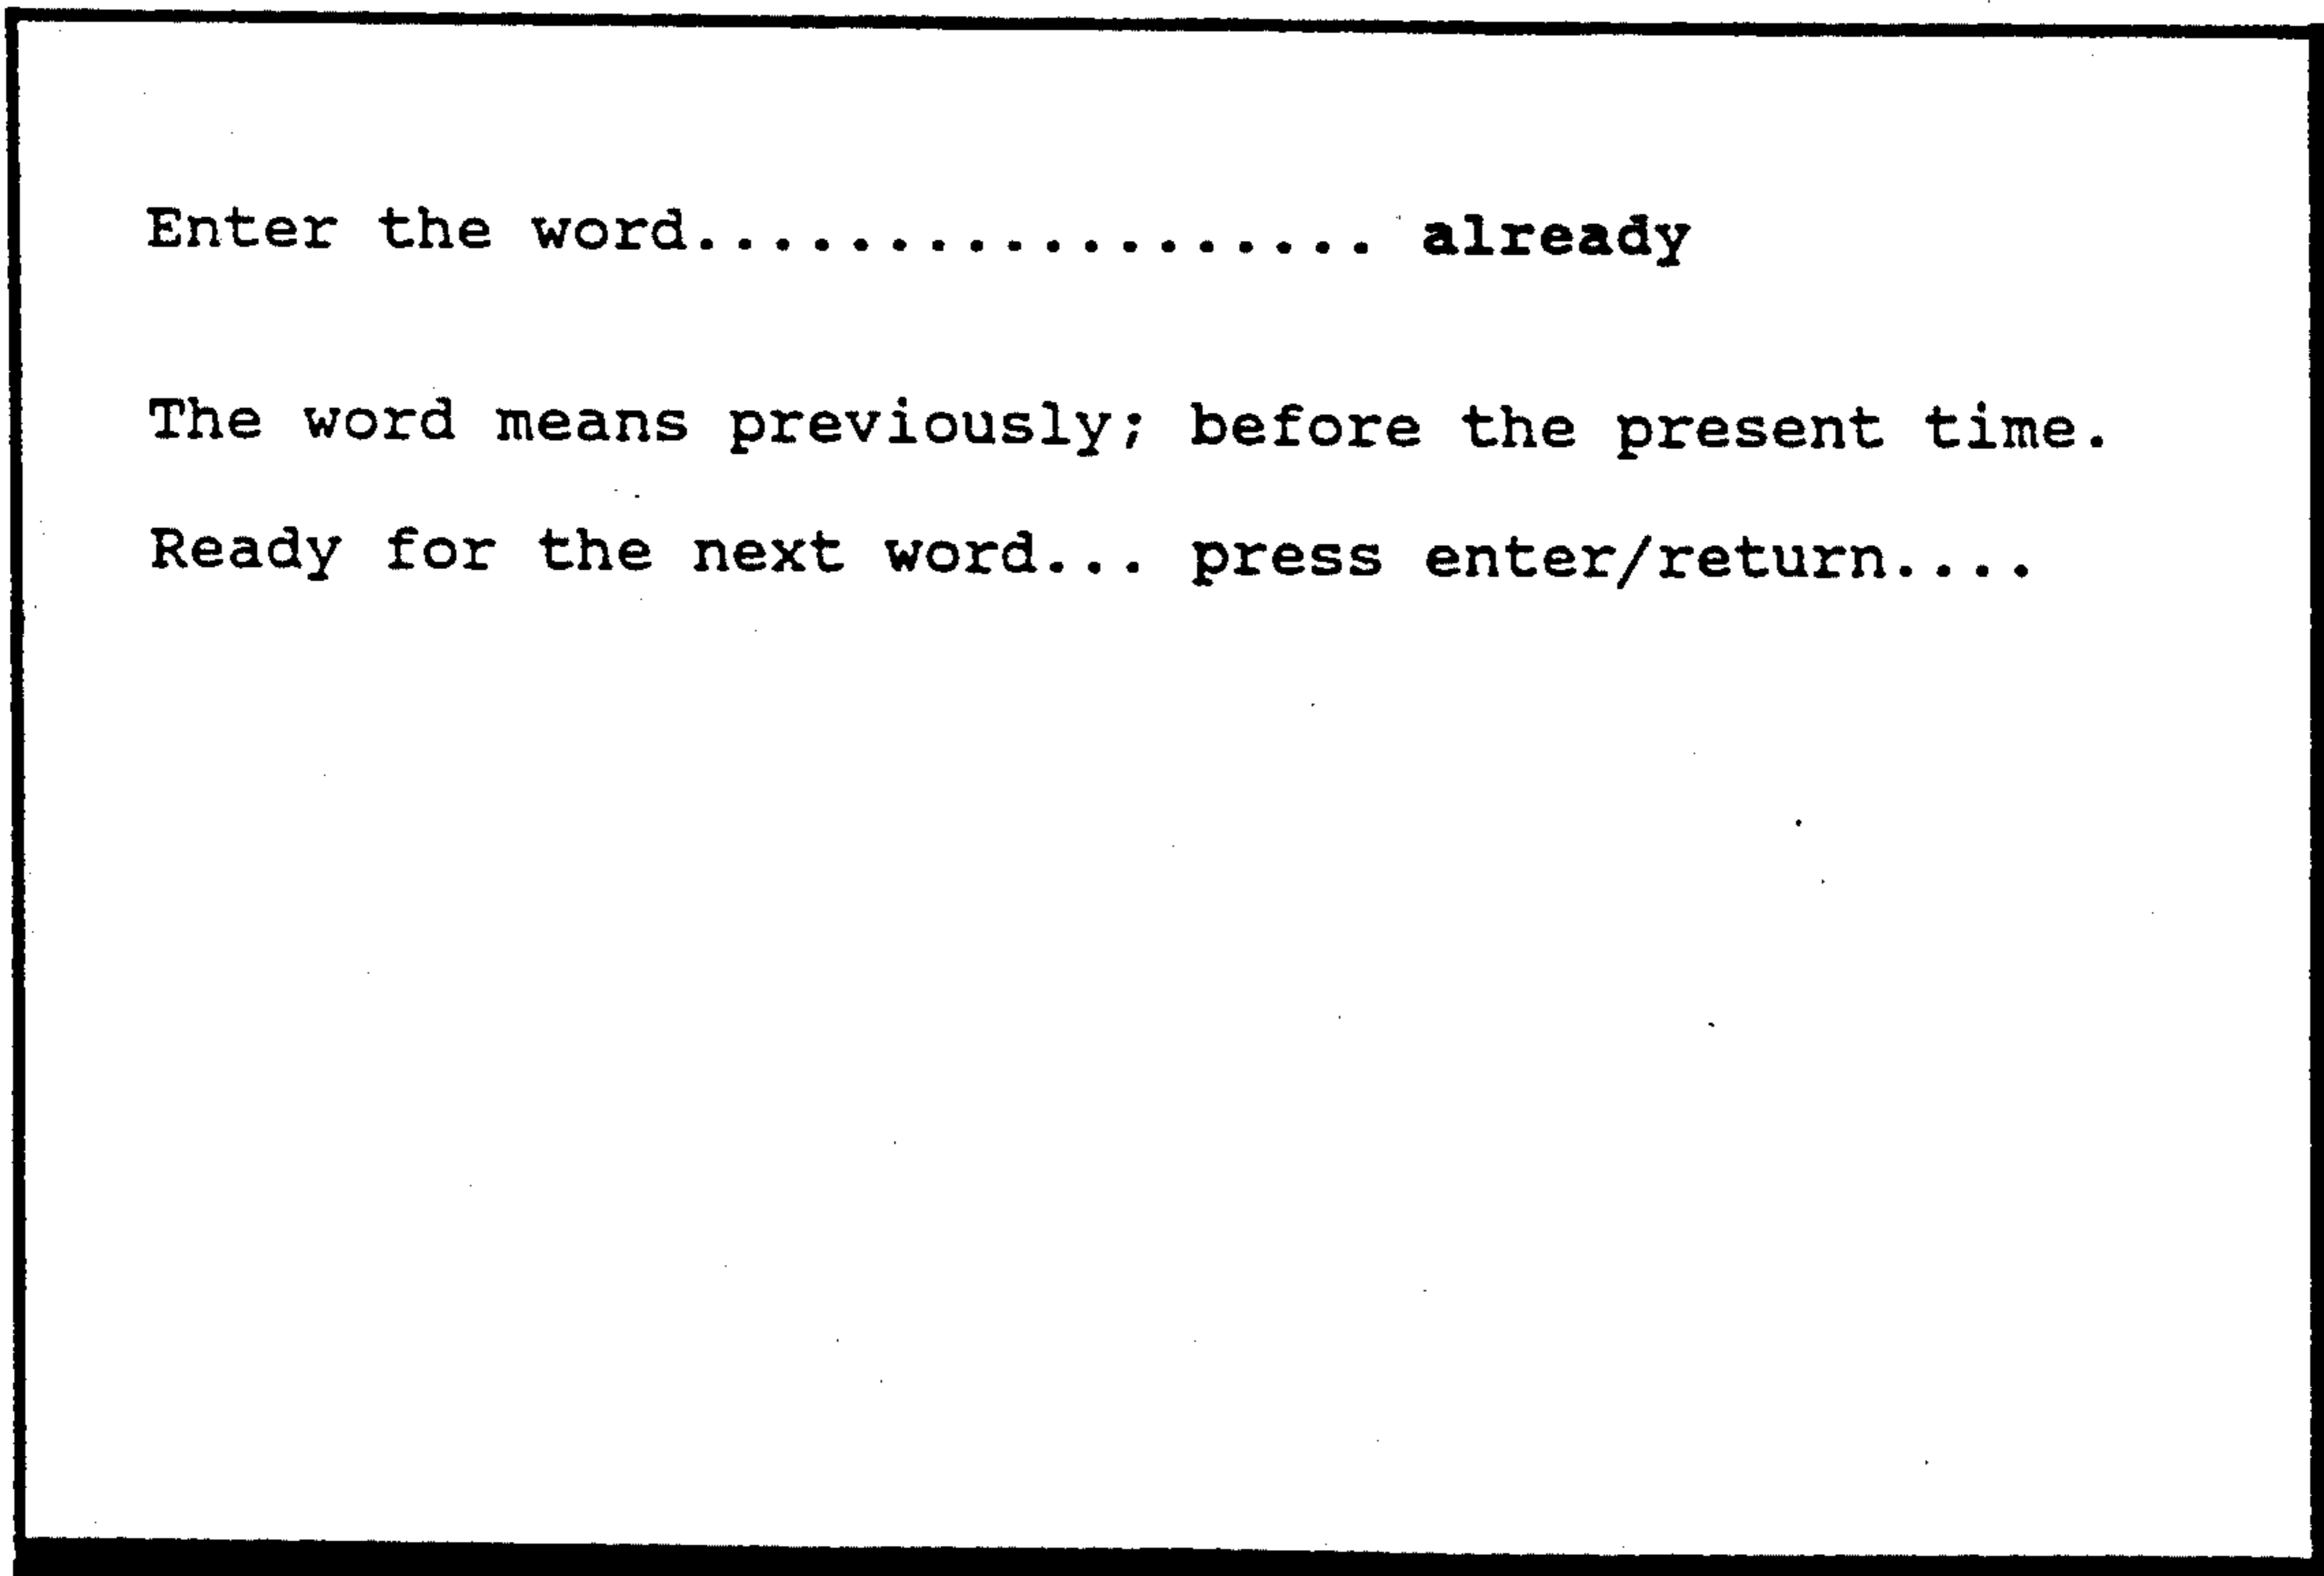 Enter the word.................. already
The word means previously; before the present time.
Ready for the next word... press enter/return....